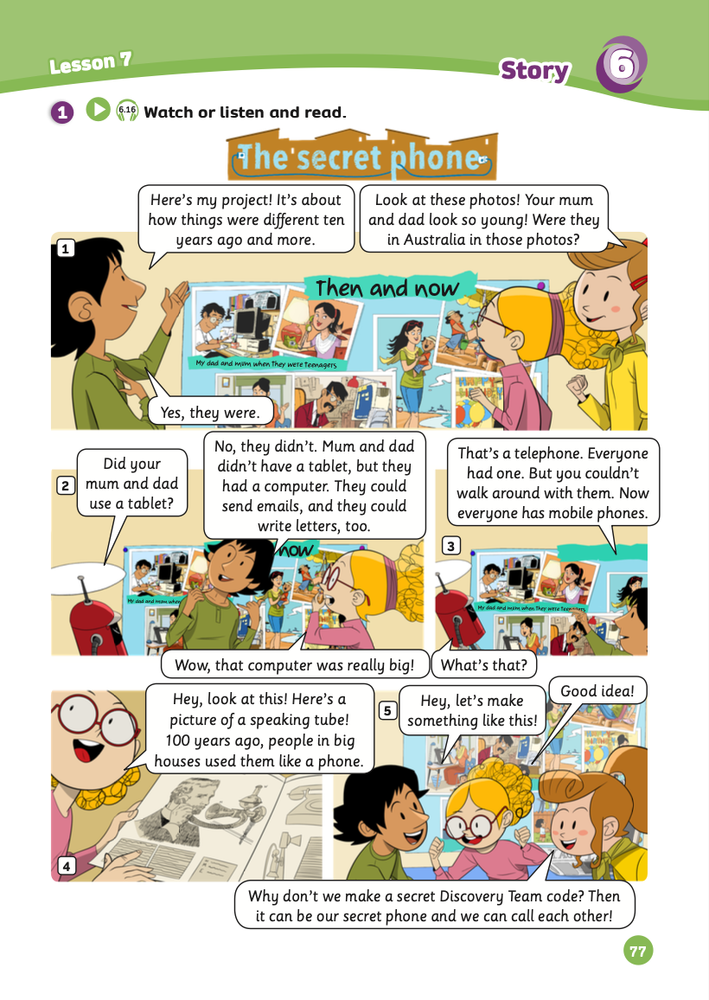 Lesson 7
Story 6
1 6.16 Watch or listen and read.
The secret phone
Here's my project! It's about
how things were different ten
years ago and more.
Look at these photos! Your mum
and dad look so young! Were they
in Australia in those photos?
1
Then and now
My dad and mum when They were Teenagers
Yes, they were.
2
Did your
mum and dad
use a tablet?
No, they didn't. Mum and dad
didn't have a tablet, but they
had a computer. They could
send emails, and they could
write letters, too.
now
My dad and mum when
Wow, that computer was really big!
3
That's a telephone. Everyone
had one. But you couldn't
walk around with them. Now
everyone has mobile phones.
My dad and mum when They were Teenagers
What's that?
Hey, look at this! Here's a
picture of a speaking tube!
100 years ago, people in big
houses used them like a phone.
4
5
Hey, let's make
something like this!
Good idea!
Why don't we make a secret Discovery Team code? Then
it can be our secret phone and we can call each other!
77